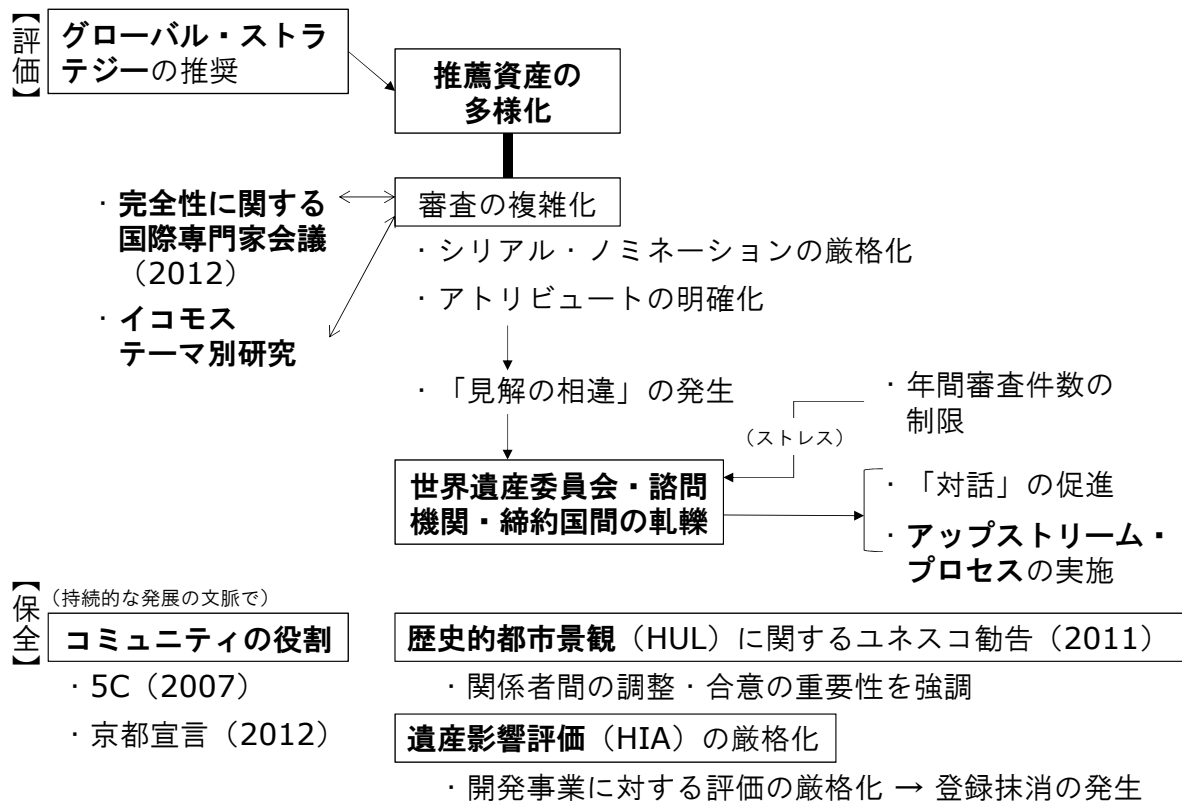 【評価】
グローバル・ストラ
テジーの推奨
推薦資産の
多様化
・完全性に関する
国際専門家会議
（2012）
・イコモス
テーマ別研究
審査の複雑化
・シリアル・ノミネーションの厳格化
・アトリビュートの明確化
・「見解の相違」の発生
・年間審査件数の
制限
（ストレス）
世界遺産委員会・諮問
機関・締約国間の軋轢
・「対話」の促進
・アップストリーム・
プロセスの実施
【保全】
（持続的な発展の文脈で）
コミュニティの役割
・5C（2007）
・京都宣言（2012）
歴史的都市景観（HUL）に関するユネスコ勧告（2011）
・関係者間の調整・合意の重要性を強調
遺産影響評価（HIA）の厳格化
・開発事業に対する評価の厳格化 → 登録抹消の発生